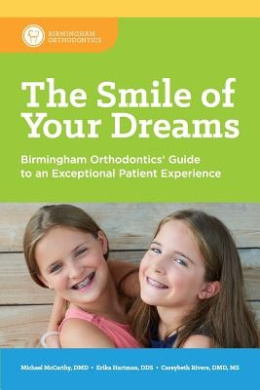 BIRMINGHAM
ORTHODONTICS
The Smile of
Your Dreams
Birmingham Orthodontics' Guide
to an Exceptional Patient Experience
Michael McCarthy, DMD • Erika Hartman, DDS • Careybeth Rivers, DMD, MS